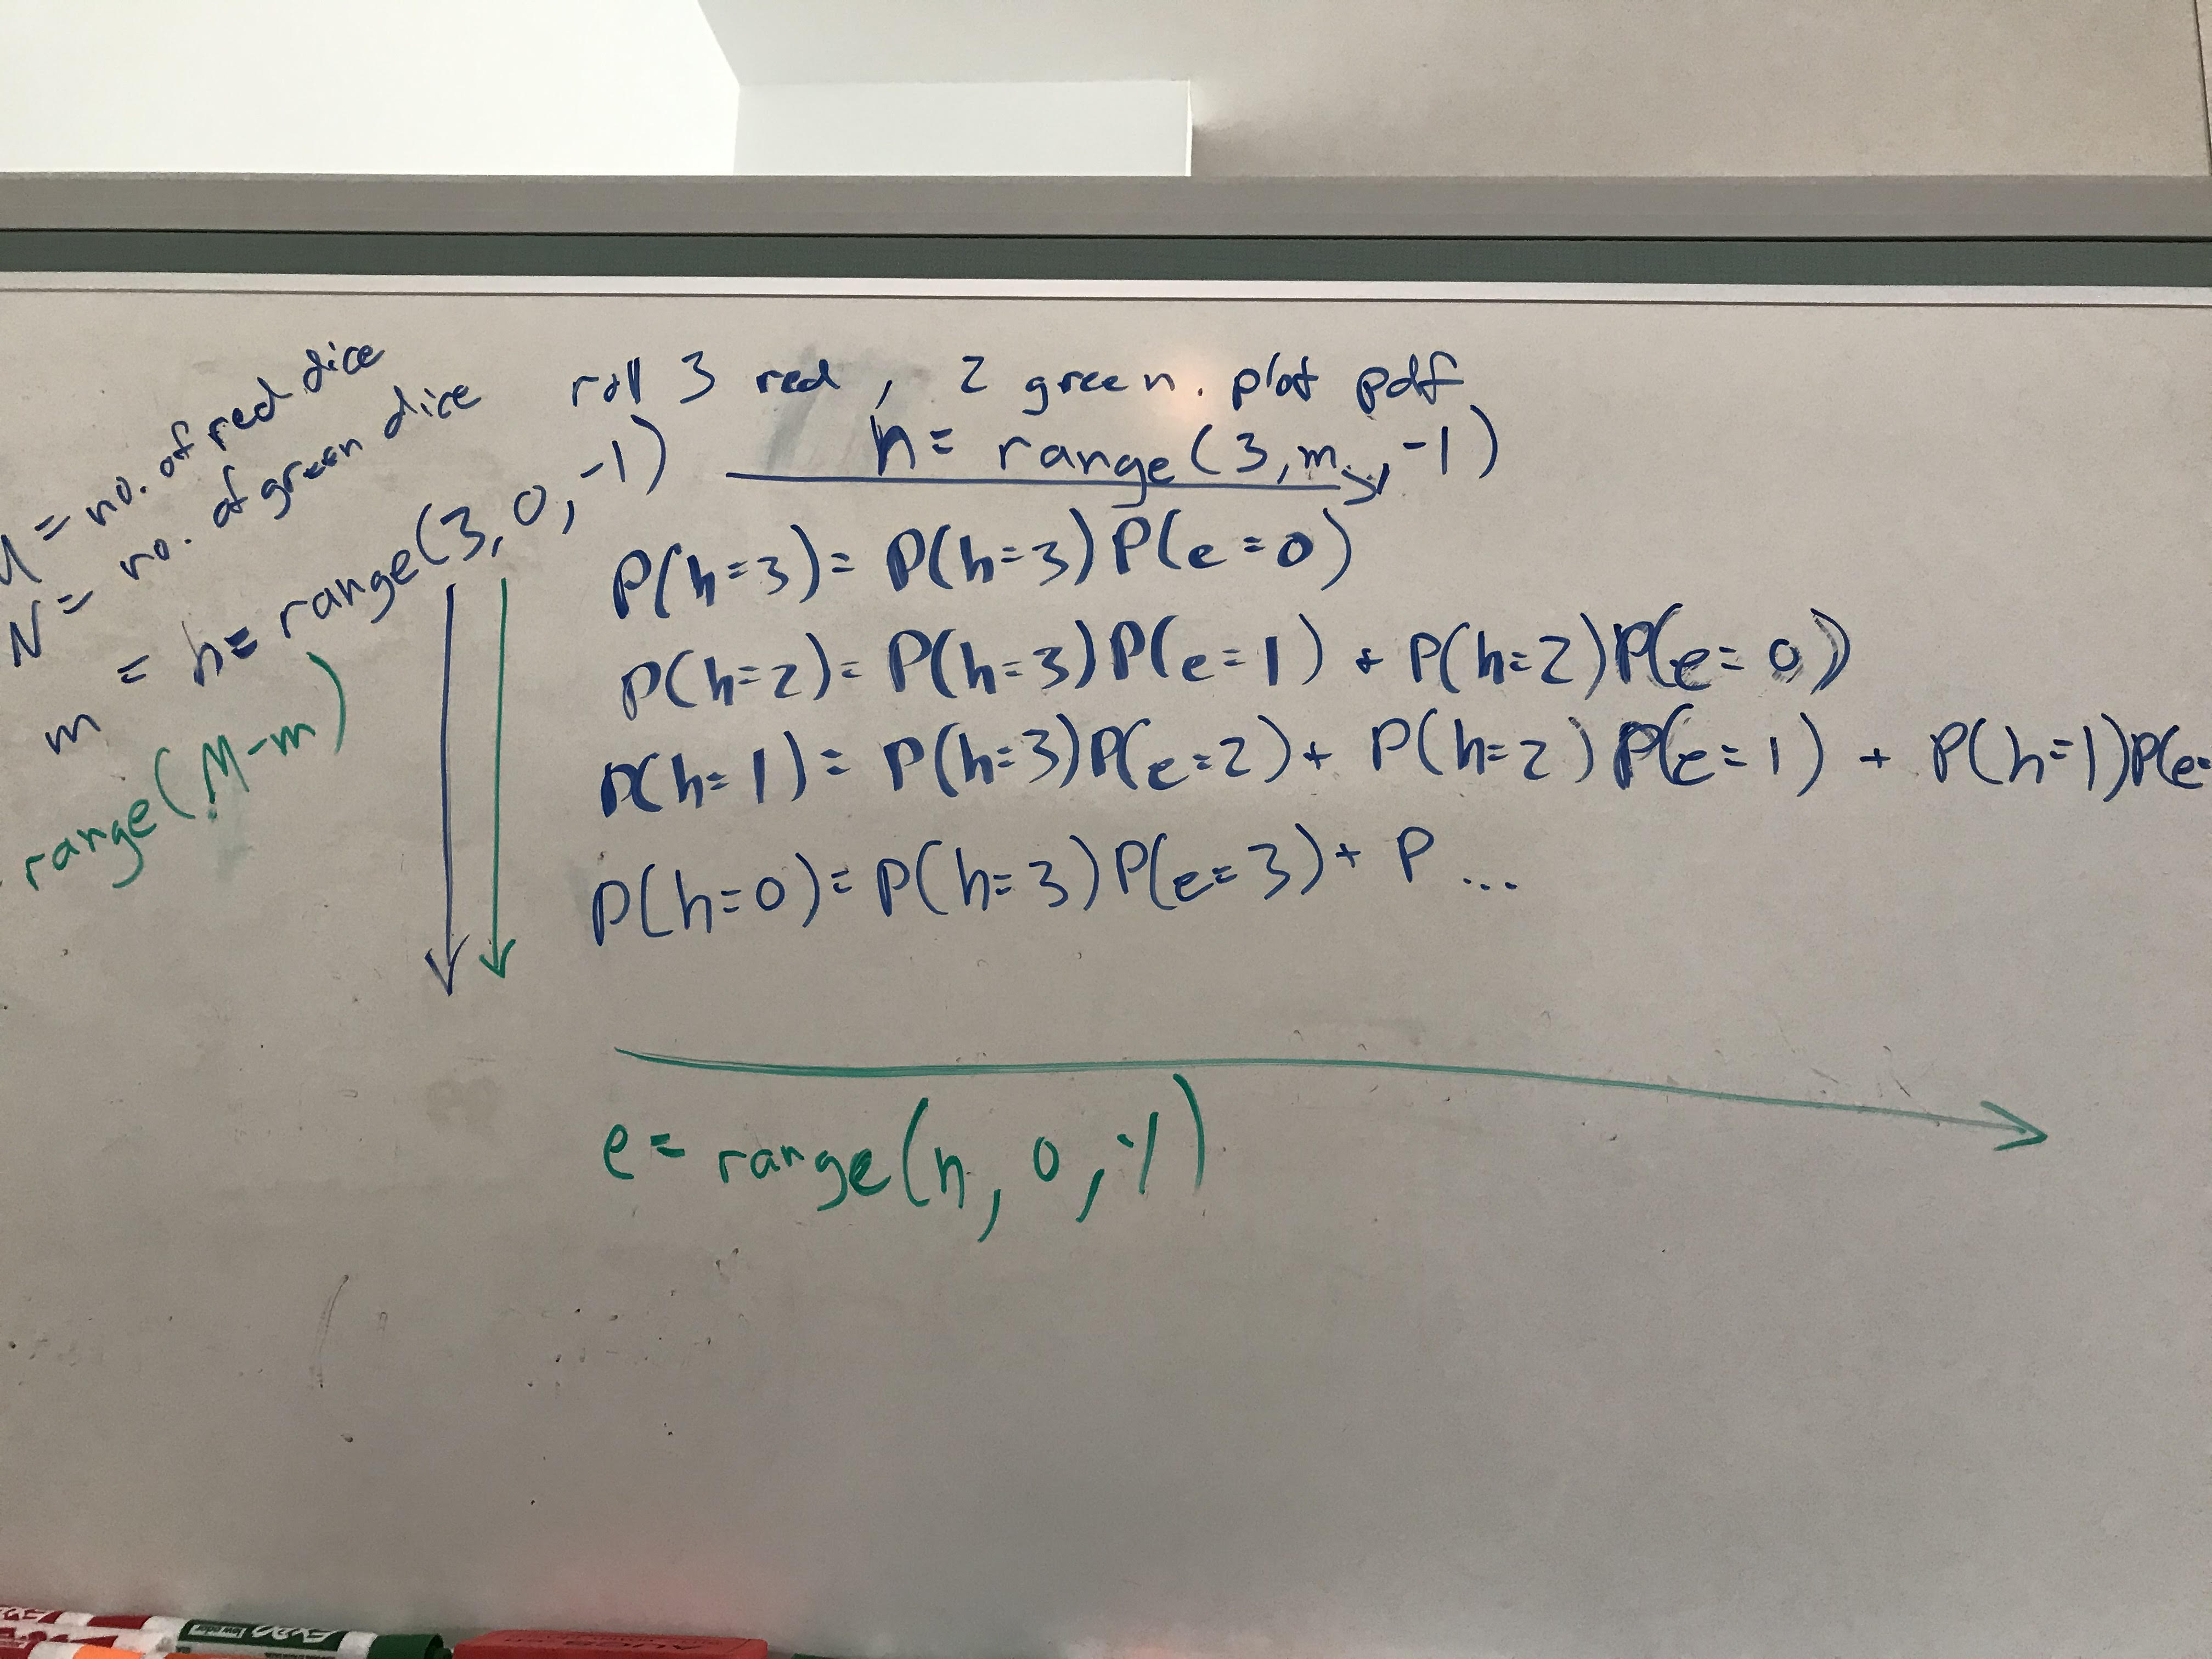 = no. of red dice
N = no. of green dice
m = h = range(3, 0, -1)
range(M-m)
roll 3 red, 2 green. plot pdf
h = range(3, m, -1)
P(h=3) = P(h=3)P(e=0)
P(h=2) = P(h=3)P(e=1) + P(h=2)P(e=0)
P(h=1) = P(h=3)P(e=2) + P(h=2)P(e=1) + P(h=1)P(e=
P(h=0) = P(h=3)P(e=3) + P ...
e = range(h, 0, -1)
EXPO